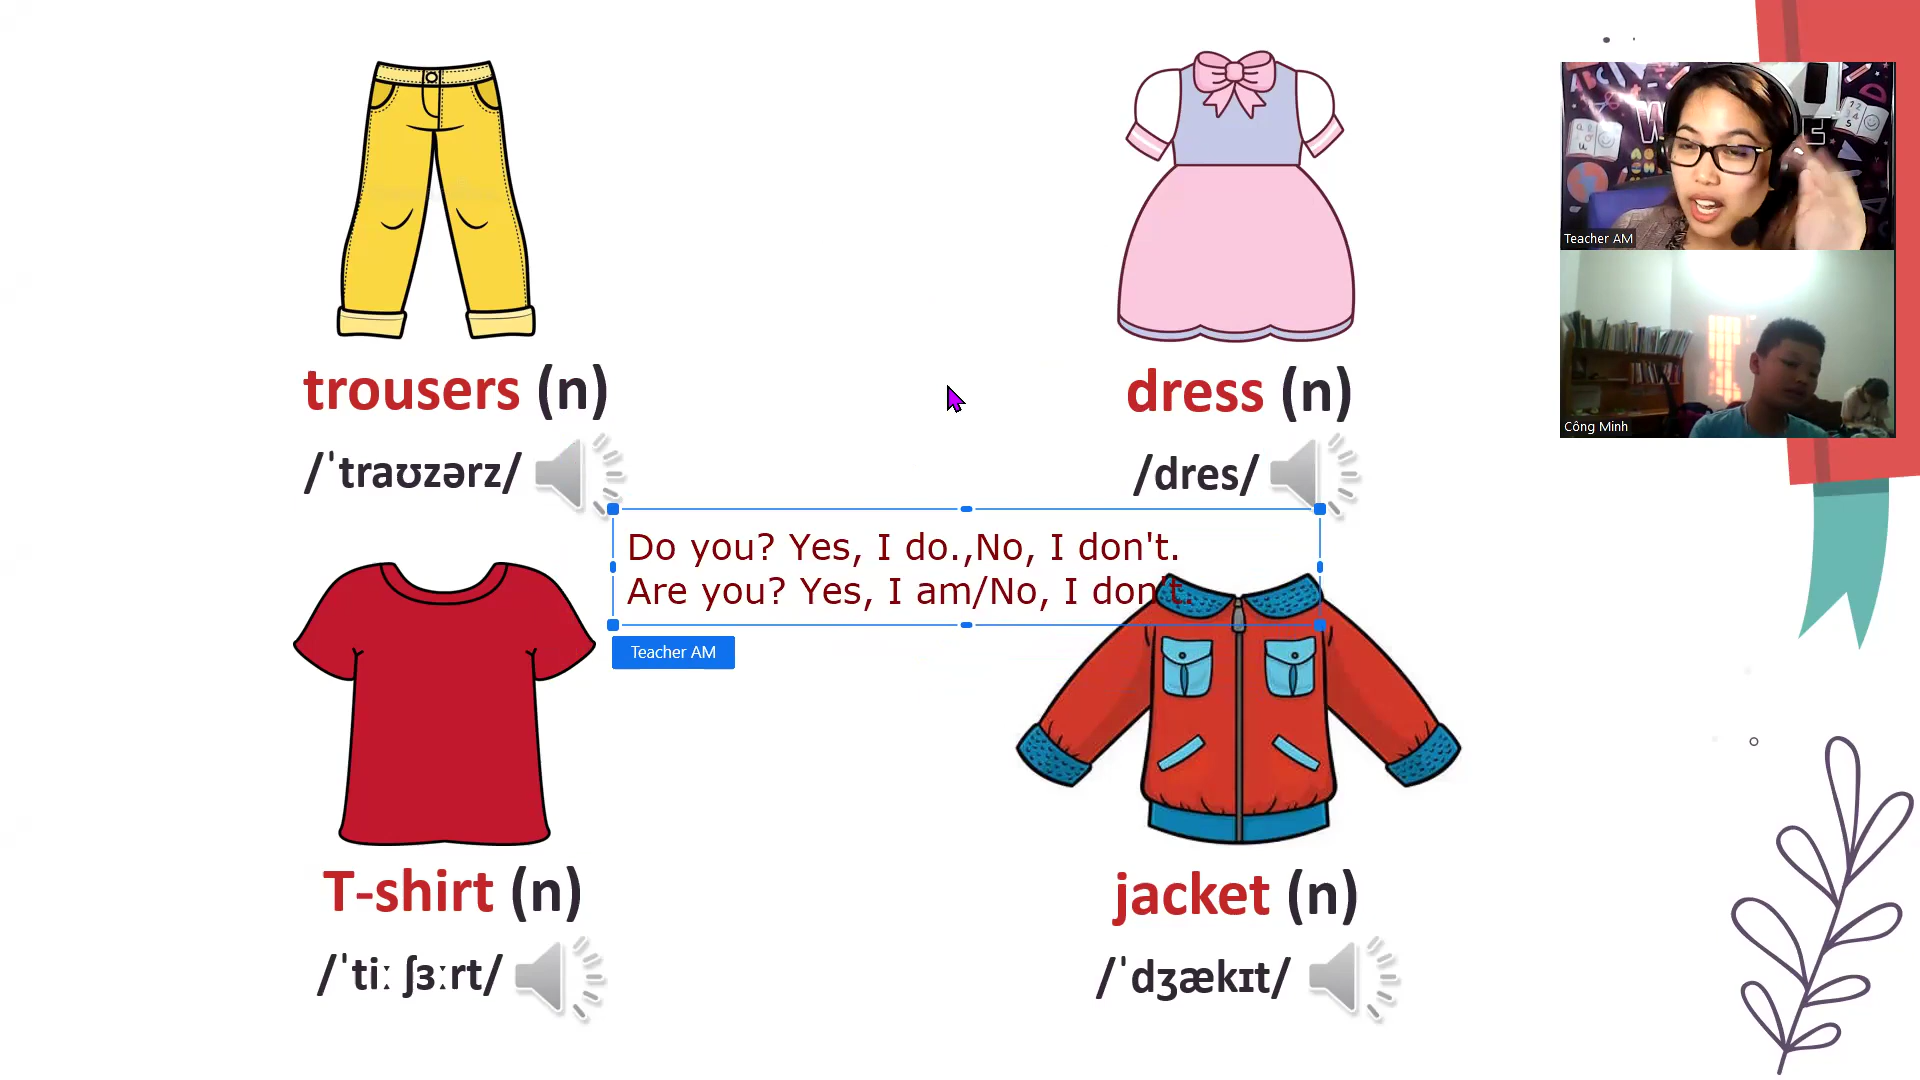 trousers (n)
/ˈtraʊzərz/
dress (n)
/dres/
Do you? Yes, I do.,No, I don't.
Are you? Yes, I am/No, I don't.
Teacher AM
T-shirt (n)
/ˈtiː ʃɜːrt/
jacket (n)
/ˈdʒækɪt/
Teacher AM
Công Minh
ABC
W